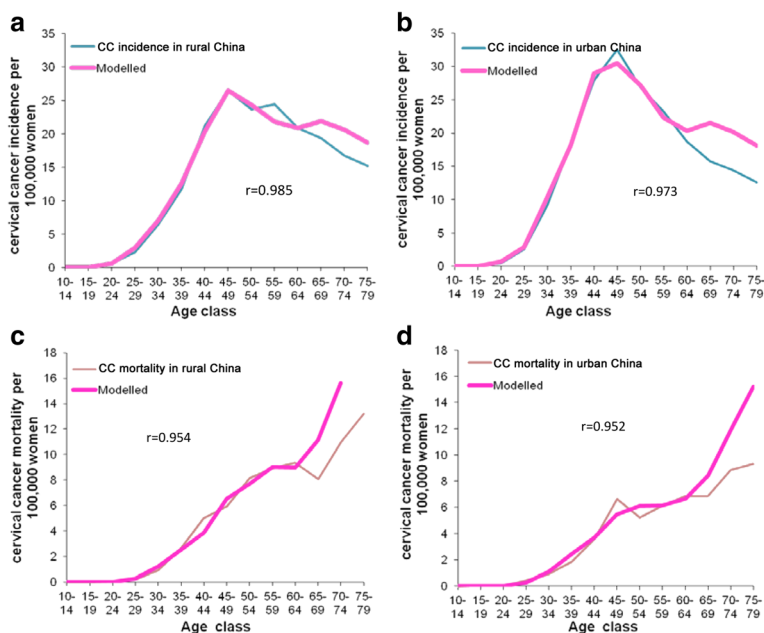 a
cervical cancer incidence per
100,000 women
35
30
25
20
15
10
5
0
CC incidence in rural China
Modelled
r=0.985
10- 15- 20- 25- 30- 35- 40- 45- 50- 55- 60- 65- 70- 75-
14 19 24 29 34 39 44 49 54 59 64 69 74 79
Age class
b
cervical cancer incidence per
100,000 women
35
30
25
20
15
10
5
0
CC incidence in urban China
Modelled
r=0.973
10- 15- 20- 25- 30- 35- 40- 45- 50- 55- 60- 65- 70- 75-
14 19 24 29 34 39 44 49 54 59 64 69 74 79
Age class
c
cervical cancer mortality per
100,000 women
18
16
14
12
10
8
6
4
2
0
CC mortality in rural China
Modelled
r=0.954
10- 15- 20- 25- 30- 35- 40- 45- 50- 55- 60- 65- 70- 75-
14 19 24 29 34 39 44 49 54 59 64 69 74 79
Age class
d
cervical cancer mortality per
100,000 women
18
16
14
12
10
8
6
4
2
0
CC mortality in urban China
Modelled
r=0.952
10- 15- 20- 25- 30- 35- 40- 45- 50- 55- 60- 65- 70- 75-
14 19 24 29 34 39 44 49 54 59 64 69 74 79
Age class